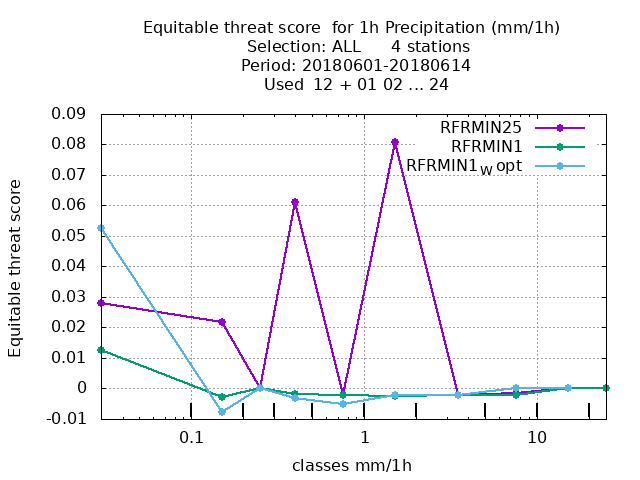 Equitable threat score  for 1h Precipitation (mm/1h)
Selection: ALL      4 stations
Period: 20180601-20180614
Used  12 + 01 02 ... 24
0.09
0.08
0.07
0.06
0.05
0.04
0.03
0.02
0.01
0
-0.01
Equitable threat score
RFRMIN25
RFRMIN1
RFRMIN1W opt
0.1
1
10
classes mm/1h